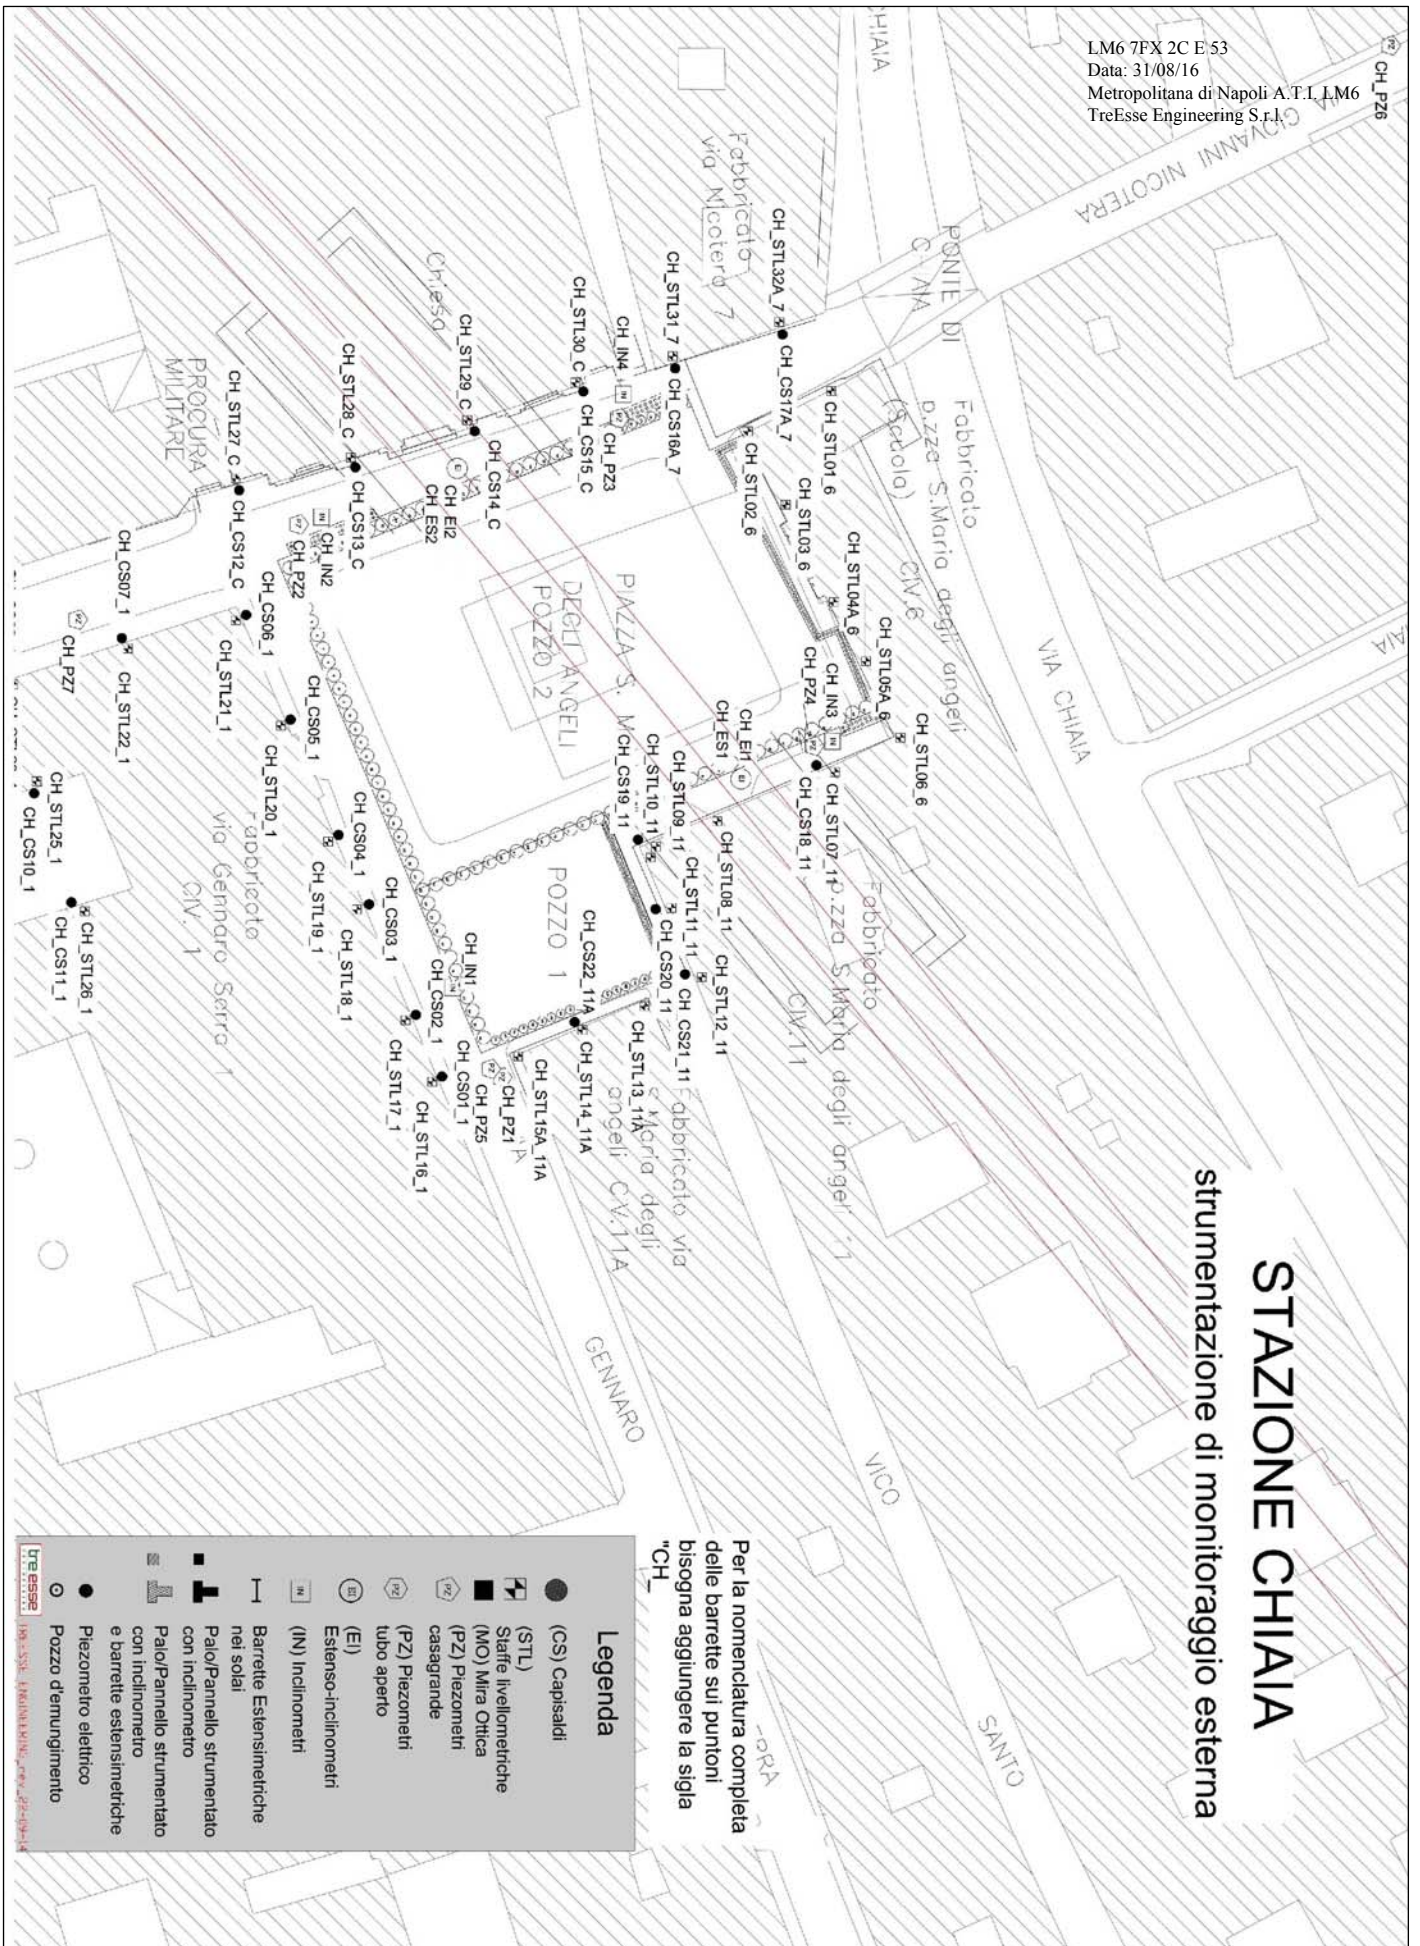 LM6 7FX 2C E 53
Data: 31/08/16
Metropolitana di Napoli A.T.I. LM6
TreEsse Engineering S.r.l.
STAZIONE CHIAIA
strumentazione di monitoraggio esterna
CH_PZ6
VIA GIOVANNI NICOTERA
CHIAIA
PONTE DI
VIA CHIAIA
Fabbricato
via Nicotera 7
CH_STL32A_7
CH_CS17A_7
CH_STL31_7
CH_CS16A_7
CH_IN4
CH_PZ3
CH_STL30_C
CH_CS15_C
Chiesa
CH_STL29_C
CH_CS14_C
CH_EI2
CH_ES2
CH_STL28_C
CH_CS13_C
CH_IN2
CH_PZ2
PROCURA
MILITARE
CH_STL27_C
CH_CS12_C
Fabbricato
p.zza S.Maria degli angeli
(Scuola)
CIV.6
CH_STL01_6
CH_STL02_6
CH_STL03_6
CH_STL04A_6
CH_STL05A_6
CH_STL06_6
CH_IN3
CH_PZ4
CH_STL07_11
CH_CS18_11
CH_EI1
CH_ES1
CH_STL08_11
CH_STL09_11
CH_STL10_11
CH_CS19_11
CH_STL11_11
CH_CS20_11
CH_STL12_11
CH_CS21_11
CH_STL13_11A
CH_CS22_11A
CH_STL14_11A
CH_STL15A_11A
CH_PZ1
CH_PZ5
Fabbricato
p.zza S.Maria degli angeli 11
CIV.11
Fabbricato via
S.Maria degli
angeli CV.11A
PIAZZA S. M
DEGLI ANGELI
POZZO 2
POZZO 1
CH_IN1
CH_CS01_1
CH_STL16_1
CH_CS02_1
CH_STL17_1
CH_CS03_1
CH_STL18_1
CH_CS04_1
CH_STL19_1
CH_CS05_1
CH_STL20_1
CH_CS06_1
CH_STL21_1
CH_CS07_1
CH_STL22_1
CH_PZ7
Fabbricato
via Gennaro Serra 1
CIV. 1
CH_STL25_1
CH_CS10_1
CH_STL26_1
CH_CS11_1
GENNARO
VICO
SANTO
Per la nomenclatura completa
delle barrette sui puntoni
bisogna aggiungere la sigla
"CH_
Legenda
(CS) Capisaldi
(STL)
Staffe livellometriche
(MO) Mira Ottica
(PZ) Piezometri
casagrande
(PZ) Piezometri
tubo aperto
(EI)
Estenso-inclinometri
(IN) Inclinometri
Barrette Estensimetriche
nei solai
Palo/Pannello strumentato
con inclinometro
Palo/Pannello strumentato
con inclinometro
e barrette estensimetriche
Piezometro elettrico
Pozzo d'emungimento
tre esse